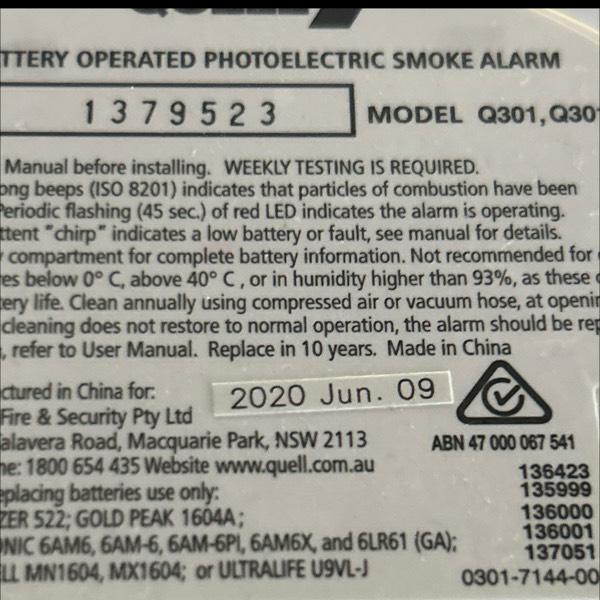 QUELL
TTERY OPERATED PHOTOELECTRIC SMOKE ALARM
1379523
MODEL Q301, Q30
Manual before installing. WEEKLY TESTING IS REQUIRED.
ong beeps (ISO 8201) indicates that particles of combustion have been
Periodic flashing (45 sec.) of red LED indicates the alarm is operating.
ttent "chirp" indicates a low battery or fault, see manual for details.
compartment for complete battery information. Not recommended for
es below 0° C, above 40° C , or in humidity higher than 93%, as these
ery life. Clean annually using compressed air or vacuum hose, at openin
cleaning does not restore to normal operation, the alarm should be rep
, refer to User Manual. Replace in 10 years. Made in China
ctured in China for:
2020 Jun. 09
Fire & Security Pty Ltd
alavera Road, Macquarie Park, NSW 2113
ABN 47 000 067 541
ne: 1800 654 435 Website www.quell.com.au
136423
eplacing batteries use only:
135999
ZER 522; GOLD PEAK 1604A;
136000
ONIC 6AM6, 6AM-6, 6AM-6PI, 6AM6X, and 6LR61 (GA);
136001
137051
LL MN1604, MX1604; or ULTRALIFE U9VL-J
0301-7144-00